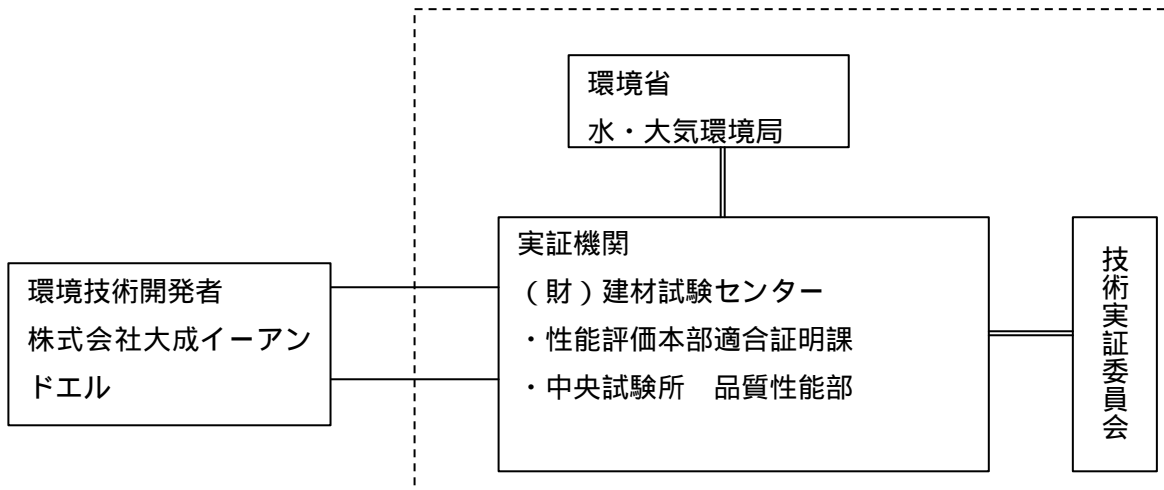 環境省
水・大気環境局
実証機関
（財）建材試験センター
・性能評価本部適合証明課
・中央試験所　品質性能部
環境技術開発者
株式会社大成イーアン
ドエル
技術実証委員会